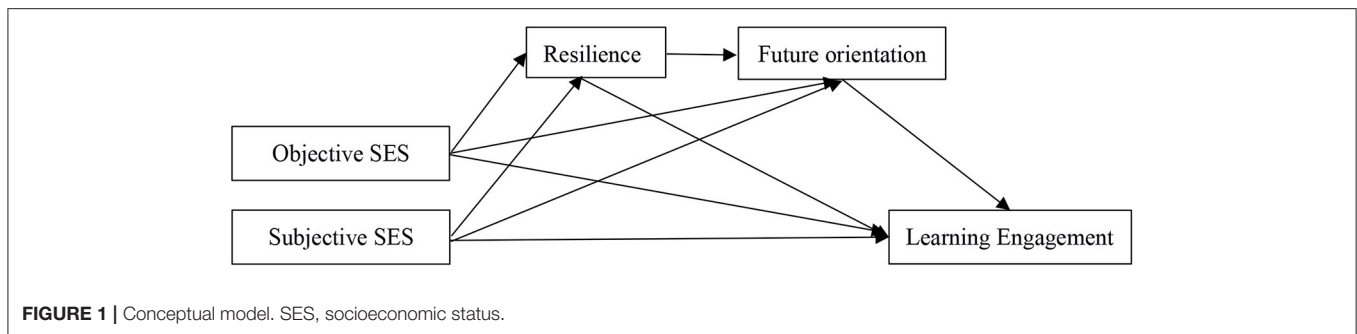 Resilience
Future orientation
Objective SES
Subjective SES
Learning Engagement
FIGURE 1 | Conceptual model. SES, socioeconomic status.